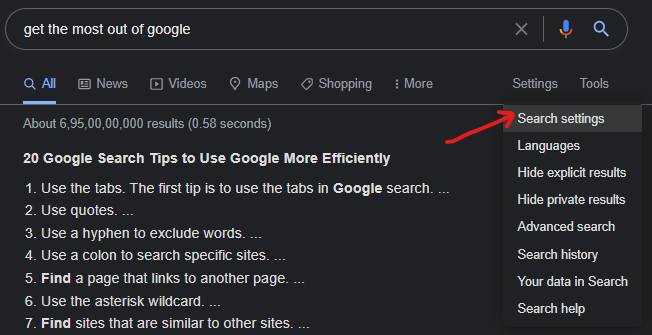 get the most out of google
All News Videos Maps Shopping More Settings Tools
About 6,95,00,00,000 results (0.58 seconds)
20 Google Search Tips to Use Google More Efficiently
1. Use the tabs. The first tip is to use the tabs in Google search. ...
2. Use quotes. ...
3. Use a hyphen to exclude words. ...
4. Use a colon to search specific sites. ...
5. Find a page that links to another page. ...
6. Use the asterisk wildcard. ...
7. Find sites that are similar to other sites. ...
Search settings
Languages
Hide explicit results
Hide private results
Advanced search
Search history
Your data in Search
Search help